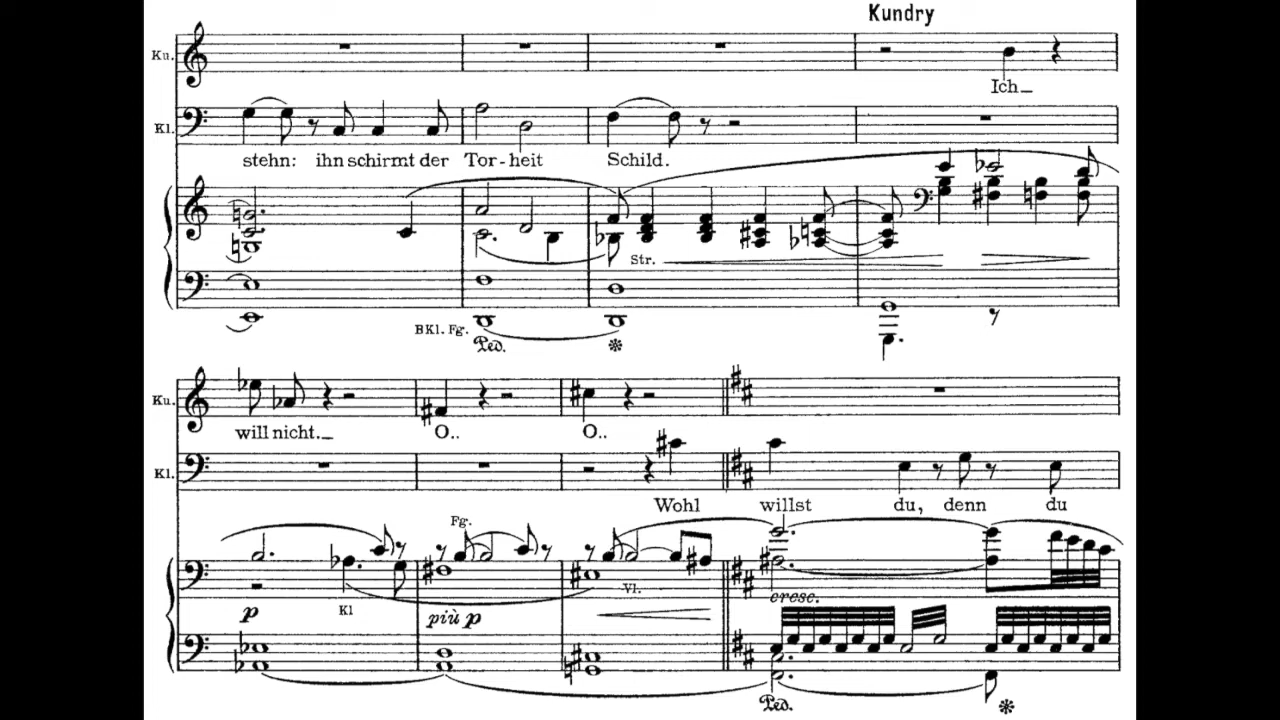 Kundry
Ku.
Ich_
Kl.
stehn: ihn schirmt der Tor-heit Schild.
Str.
BKl. Fg.
Ped. *
Ku.
will nicht._ O.. O..
Kl.
Wohl willst du, denn du
Fg.
Vl.
cresc.
p Kl più p
Ped. *